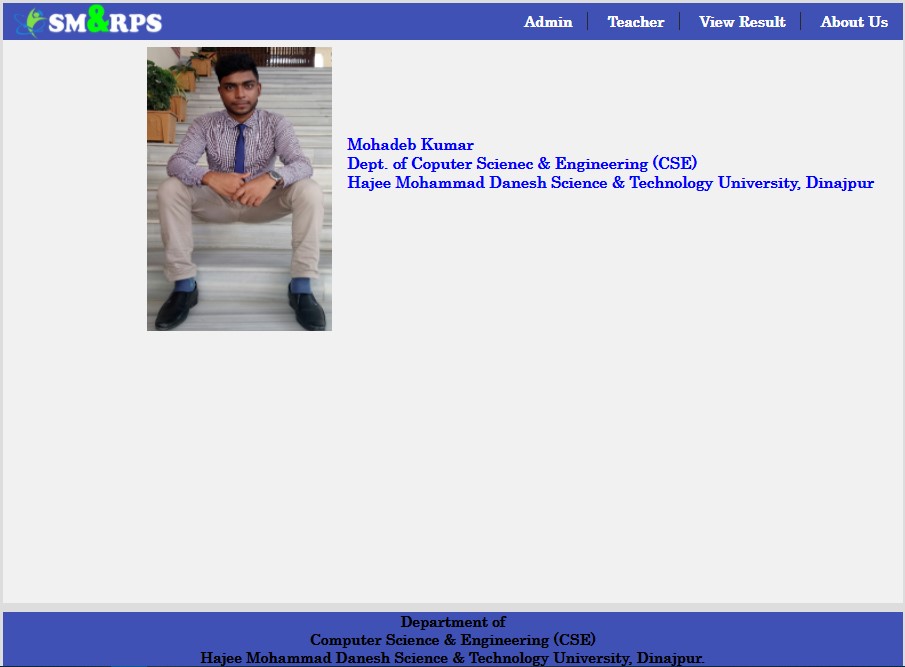 SM&RPS
Admin Teacher View Result About Us
Mohadeb Kumar
Dept. of Coputer Scienec & Engineering (CSE)
Hajee Mohammad Danesh Science & Technology University, Dinajpur
Department of
Computer Science & Engineering (CSE)
Hajee Mohammad Danesh Science & Technology University, Dinajpur.